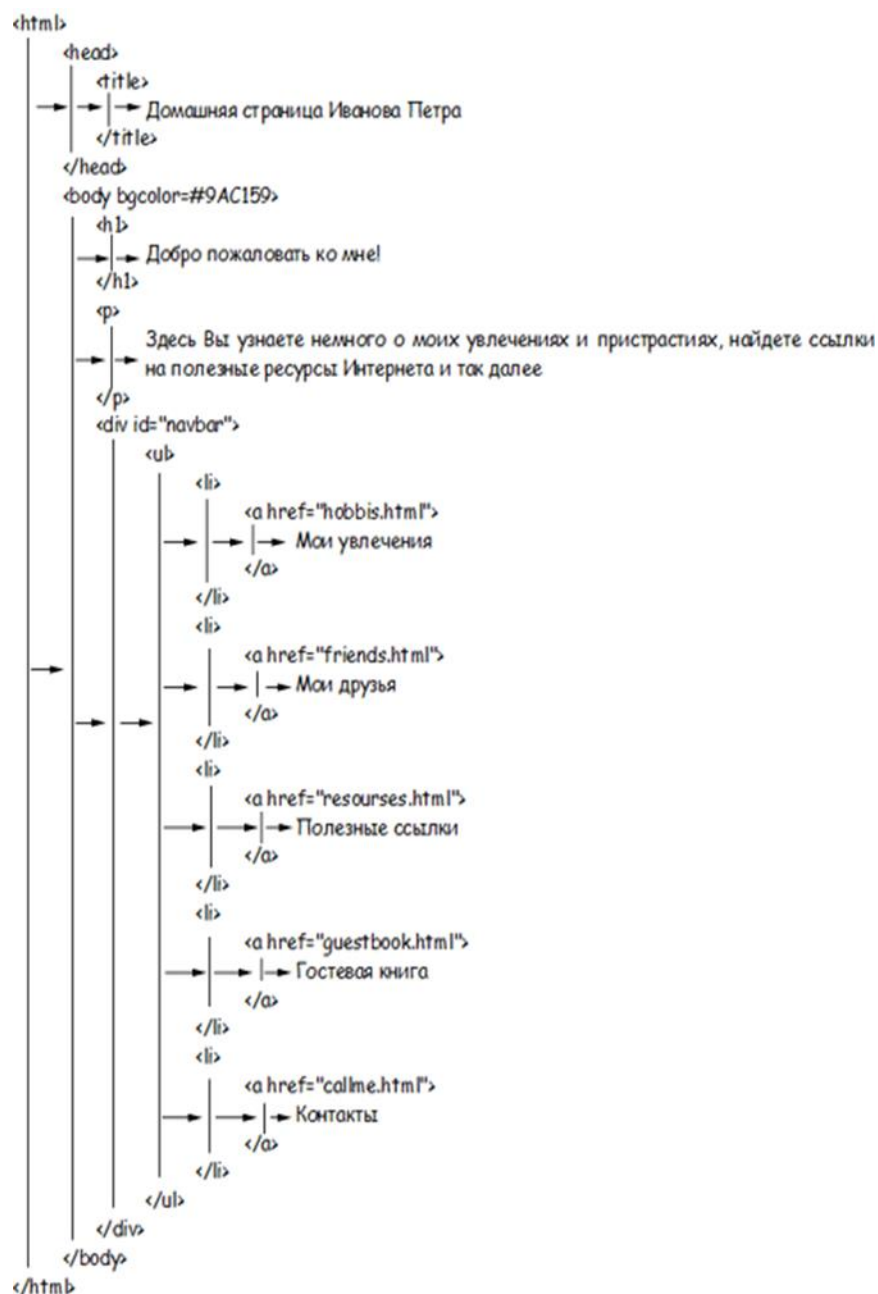 <html>
<head>
<title>
Домашняя страница Иванова Петра
</title>
</head>
<body bgcolor=#9AC159>
<h1>
Добро пожаловать ко мне!
</h1>
<p>
Здесь Вы узнаете немного о моих увлечениях и пристрастиях, найдете ссылки
на полезные ресурсы Интернета и так далее
</p>
<div id="navbar">
<ul>
<li>
<a href="hobbis.html">
Мои увлечения
</a>
</li>
<li>
<a href="friends.html">
Мои друзья
</a>
</li>
<li>
<a href="resourses.html">
Полезные ссылки
</a>
</li>
<li>
<a href="guestbook.html">
Гостевая книга
</a>
</li>
<li>
<a href="callme.html">
Контакты
</a>
</li>
</ul>
</div>
</body>
</html>